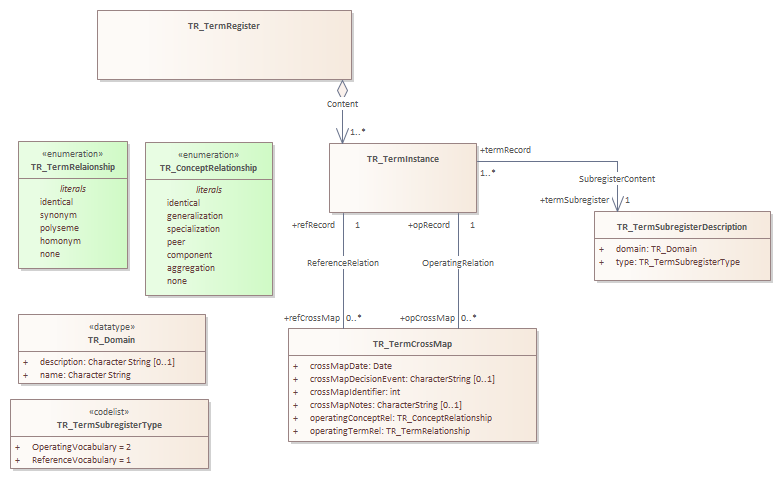 TR_TermRegister
Content
1..*
TR_TermInstance
+termRecord
1..*
SubregisterContent
+termSubregister
1
TR_TermSubregisterDescription
+ domain: TR_Domain
+ type: TR_TermSubregisterType
«enumeration»
TR_TermRelaionship
literals
identical
synonym
polyseme
homonym
none
«enumeration»
TR_ConceptRelationship
literals
identical
generalization
specialization
peer
component
aggregation
none
+refRecord
1
+opRecord
1
ReferenceRelation
OperatingRelation
+refCrossMap
0..*
+opCrossMap
0..*
TR_TermCrossMap
+ crossMapDate: Date
+ crossMapDecisionEvent: CharacterString [0..1]
+ crossMapIdentifier: int
+ crossMapNotes: CharacterString [0..1]
+ operatingConceptRel: TR_ConceptRelationship
+ operatingTermRel: TR_TermRelationship
«datatype»
TR_Domain
+ description: Character String [0..1]
+ name: Character String
«codelist»
TR_TermSubregisterType
+ OperatingVocabulary = 2
+ ReferenceVocabulary = 1